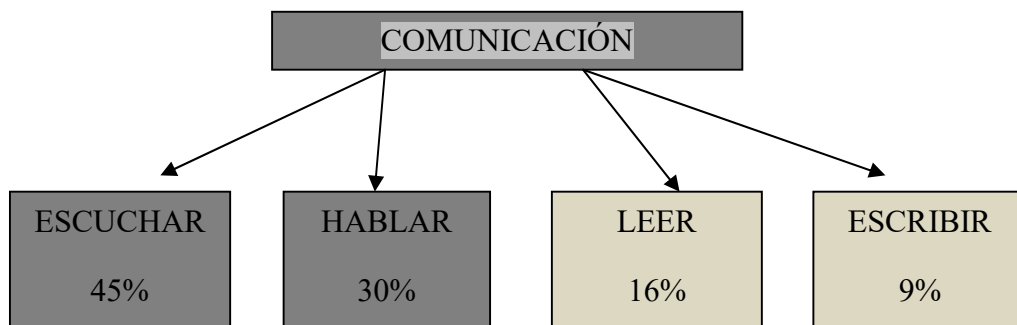 COMUNICACIÓN
ESCUCHAR
45%
HABLAR
30%
LEER
16%
ESCRIBIR
9%